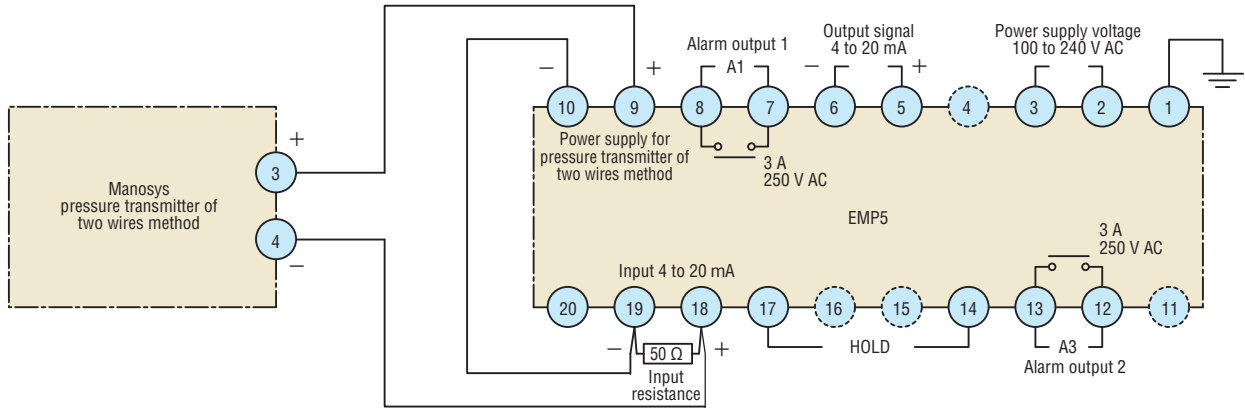 Alarm output 1
A1
Output signal
4 to 20 mA
Power supply voltage
100 to 240 V AC
− + − +
10 9 8 7 6 5 4 3 2 1
Power supply for
pressure transmitter of
two wires method
3 A
250 V AC
+
3
Manosys
pressure transmitter of
two wires method
4
−
EMP5
3 A
250 V AC
Input 4 to 20 mA
20 19 18 17 16 15 14 13 12 11
− 50 Ω +
Input
resistance
HOLD
A3
Alarm output 2